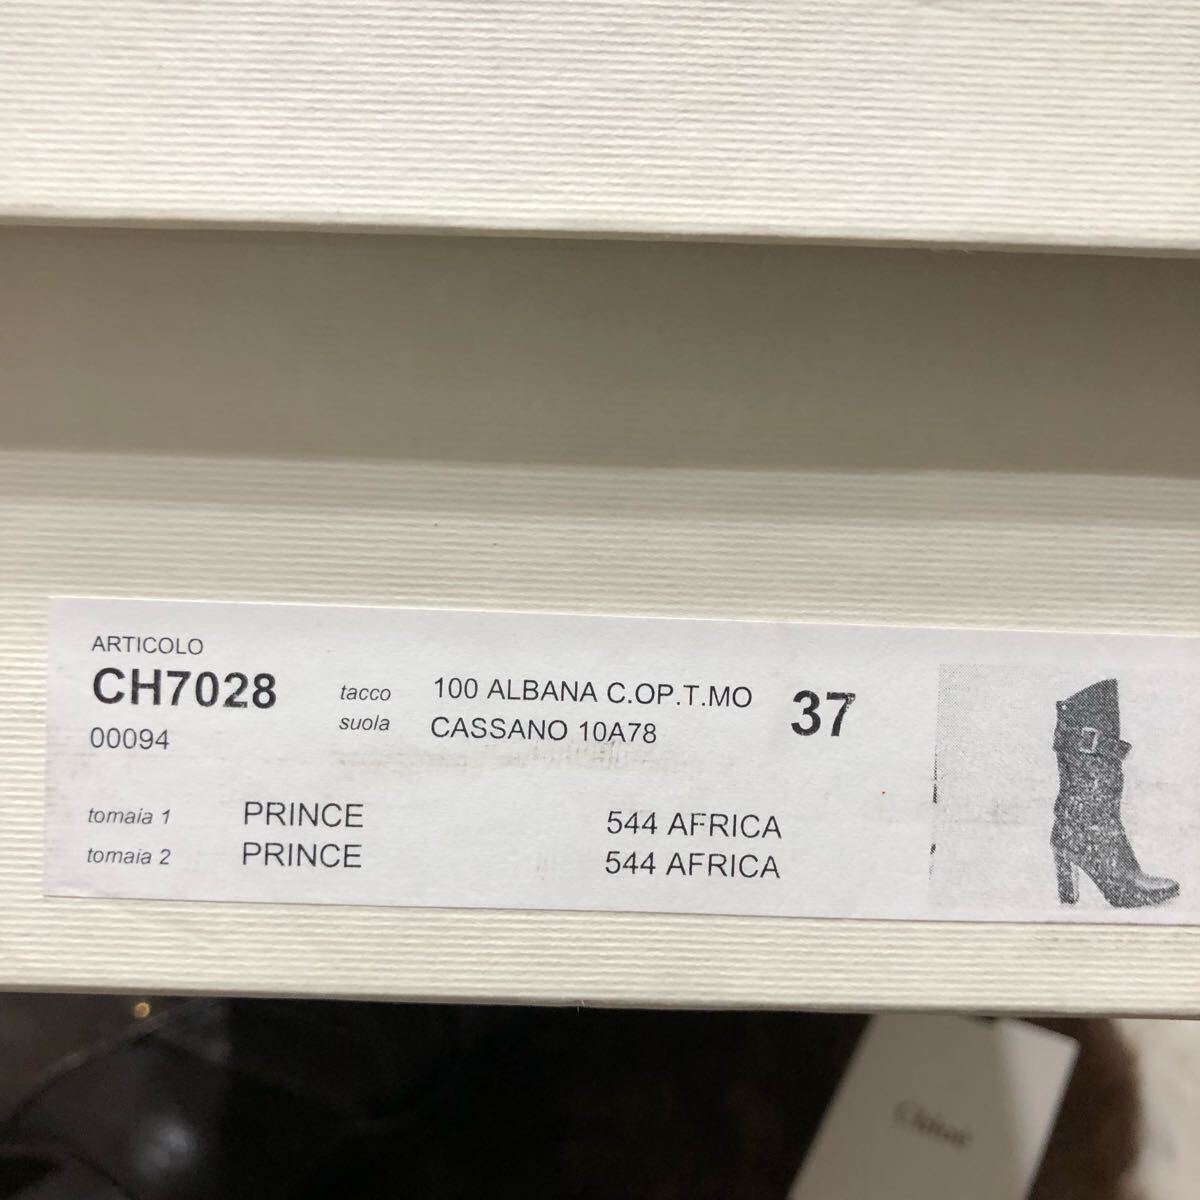 ARTICOLO
CH7028
00094
tacco 100 ALBANA C.OP.T.MO
suola CASSANO 10A78
37
tomaia 1 PRINCE 544 AFRICA
tomaia 2 PRINCE 544 AFRICA
Chloé